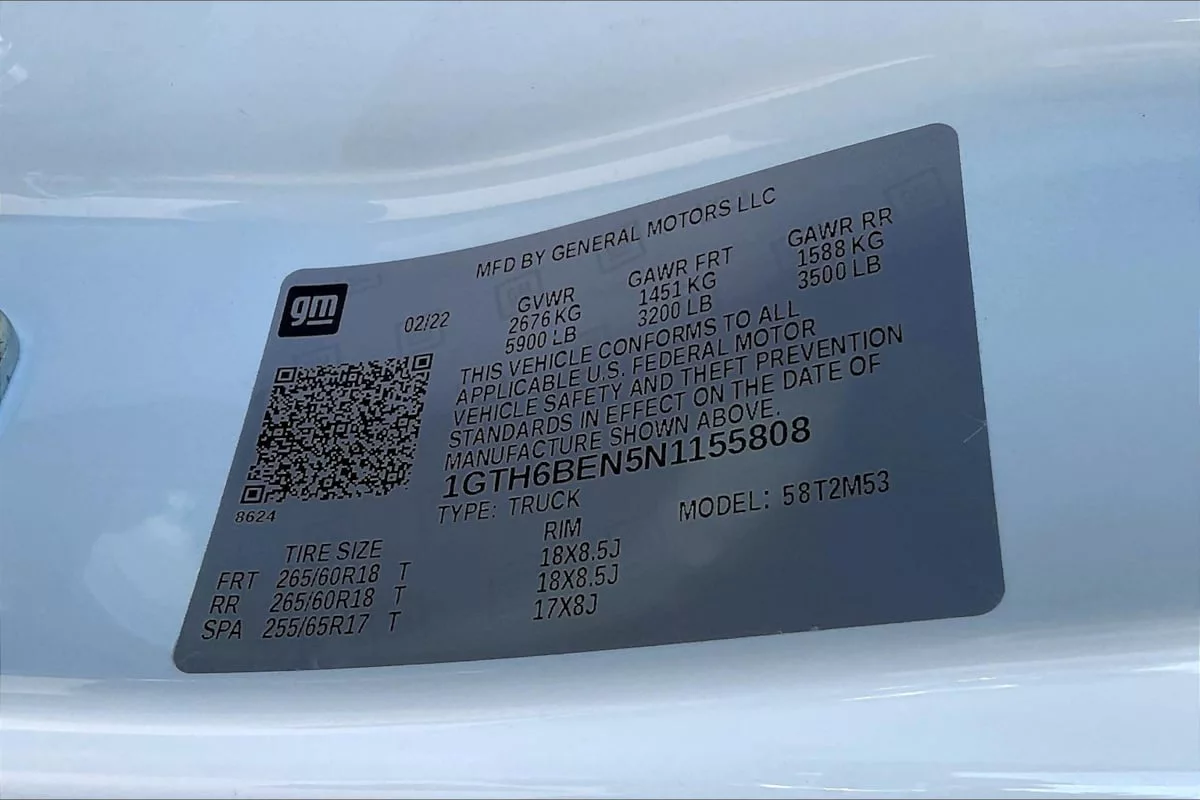 MFD BY GENERAL MOTORS LLC
gm
02/22
GVWR GAWR FRT GAWR RR
2676 KG 1451 KG 1588 KG
5900 LB 3200 LB 3500 LB
THIS VEHICLE CONFORMS TO ALL
APPLICABLE U.S. FEDERAL MOTOR
VEHICLE SAFETY AND THEFT PREVENTION
STANDARDS IN EFFECT ON THE DATE OF
MANUFACTURE SHOWN ABOVE.
1GTH6BEN5N1155808
8624
TYPE: TRUCK MODEL: 58T2M53
TIRE SIZE RIM
FRT 265/60R18 T 18X8.5J
RR 265/60R18 T 18X8.5J
SPA 255/65R17 T 17X8J